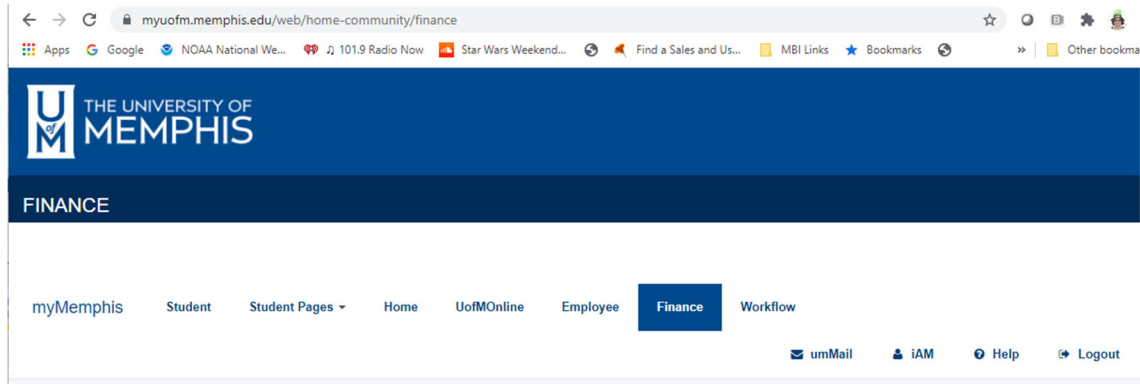 myuofm.memphis.edu/web/home-community/finance
Apps Google NOAA National We... ♫ 101.9 Radio Now Star Wars Weekend... Find a Sales and Us... MBI Links Bookmarks » Other bookma
UofM THE UNIVERSITY OF
MEMPHIS
FINANCE
myMemphis Student Student Pages Home UofMOnline Employee Finance Workflow
umMail iAM Help Logout